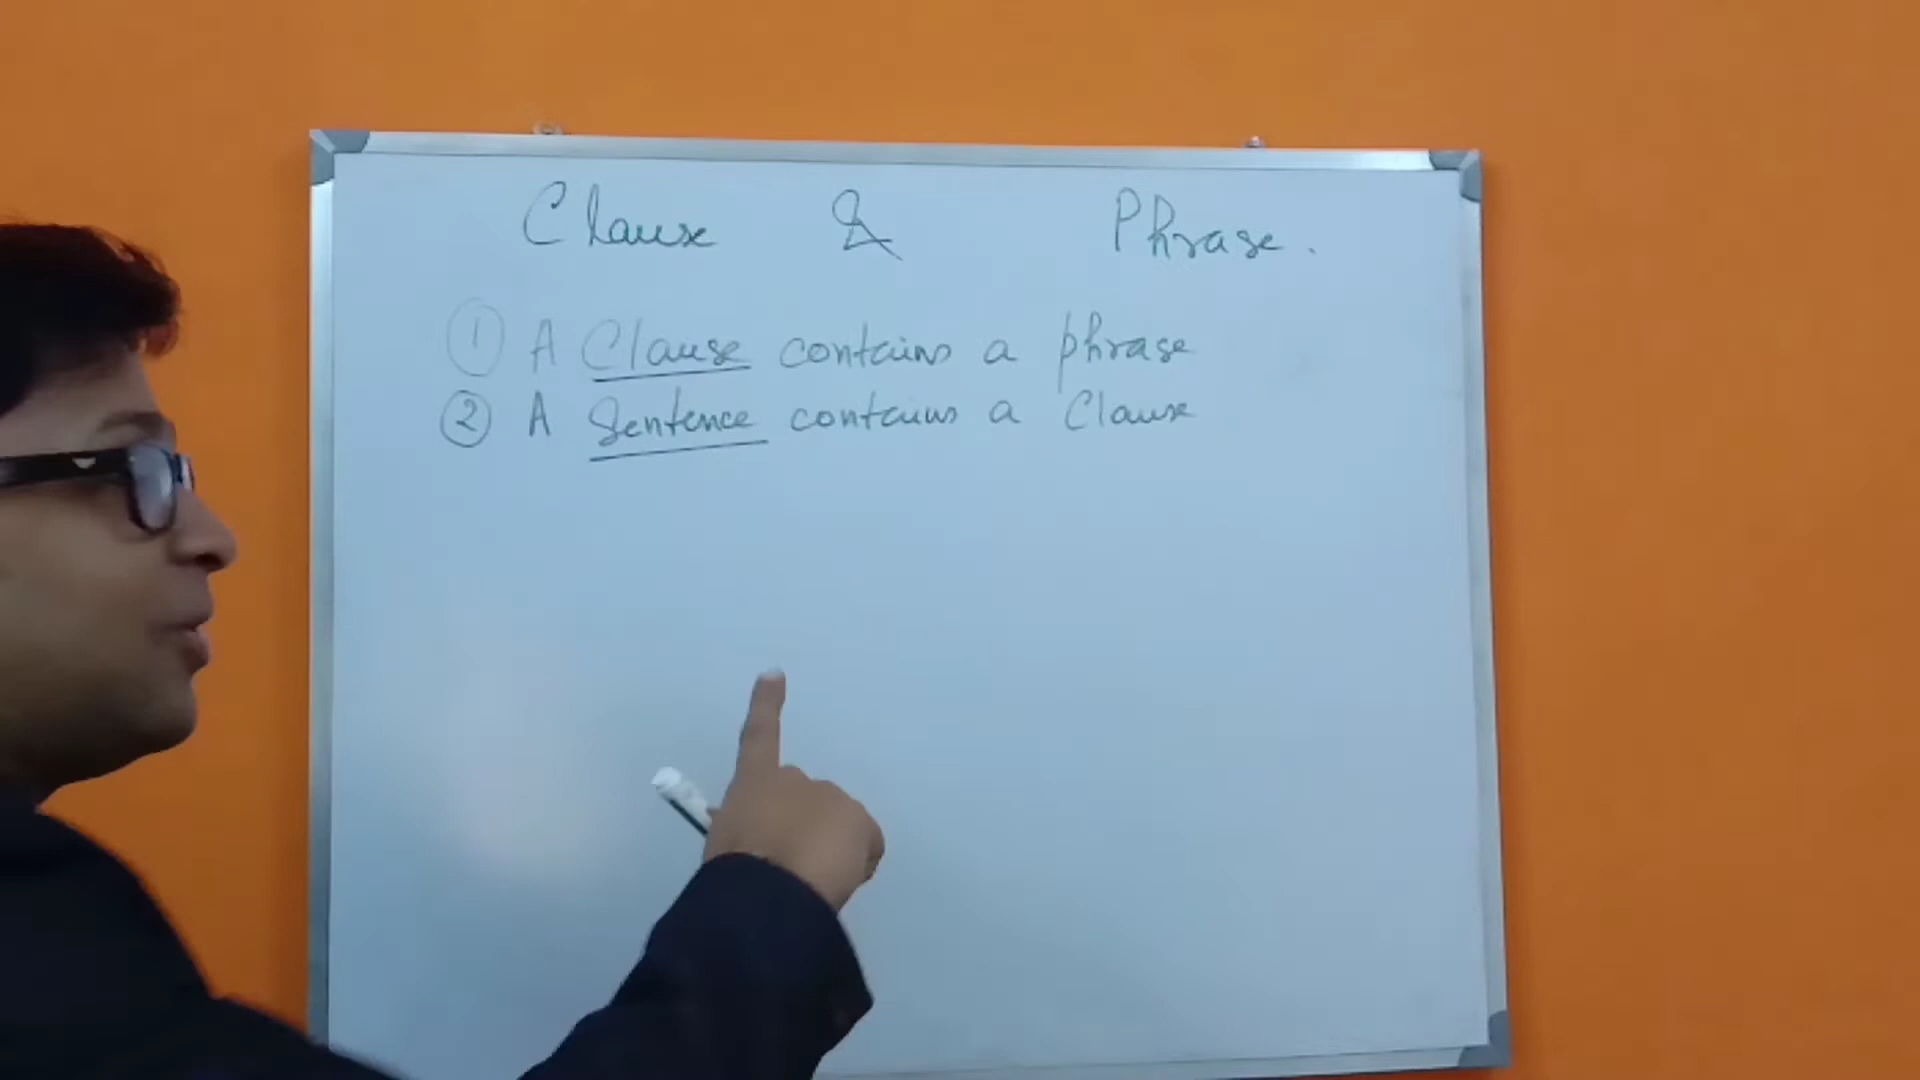 Clause & Phrase.
① A Clause contains a phrase
② A Sentence contains a Clause